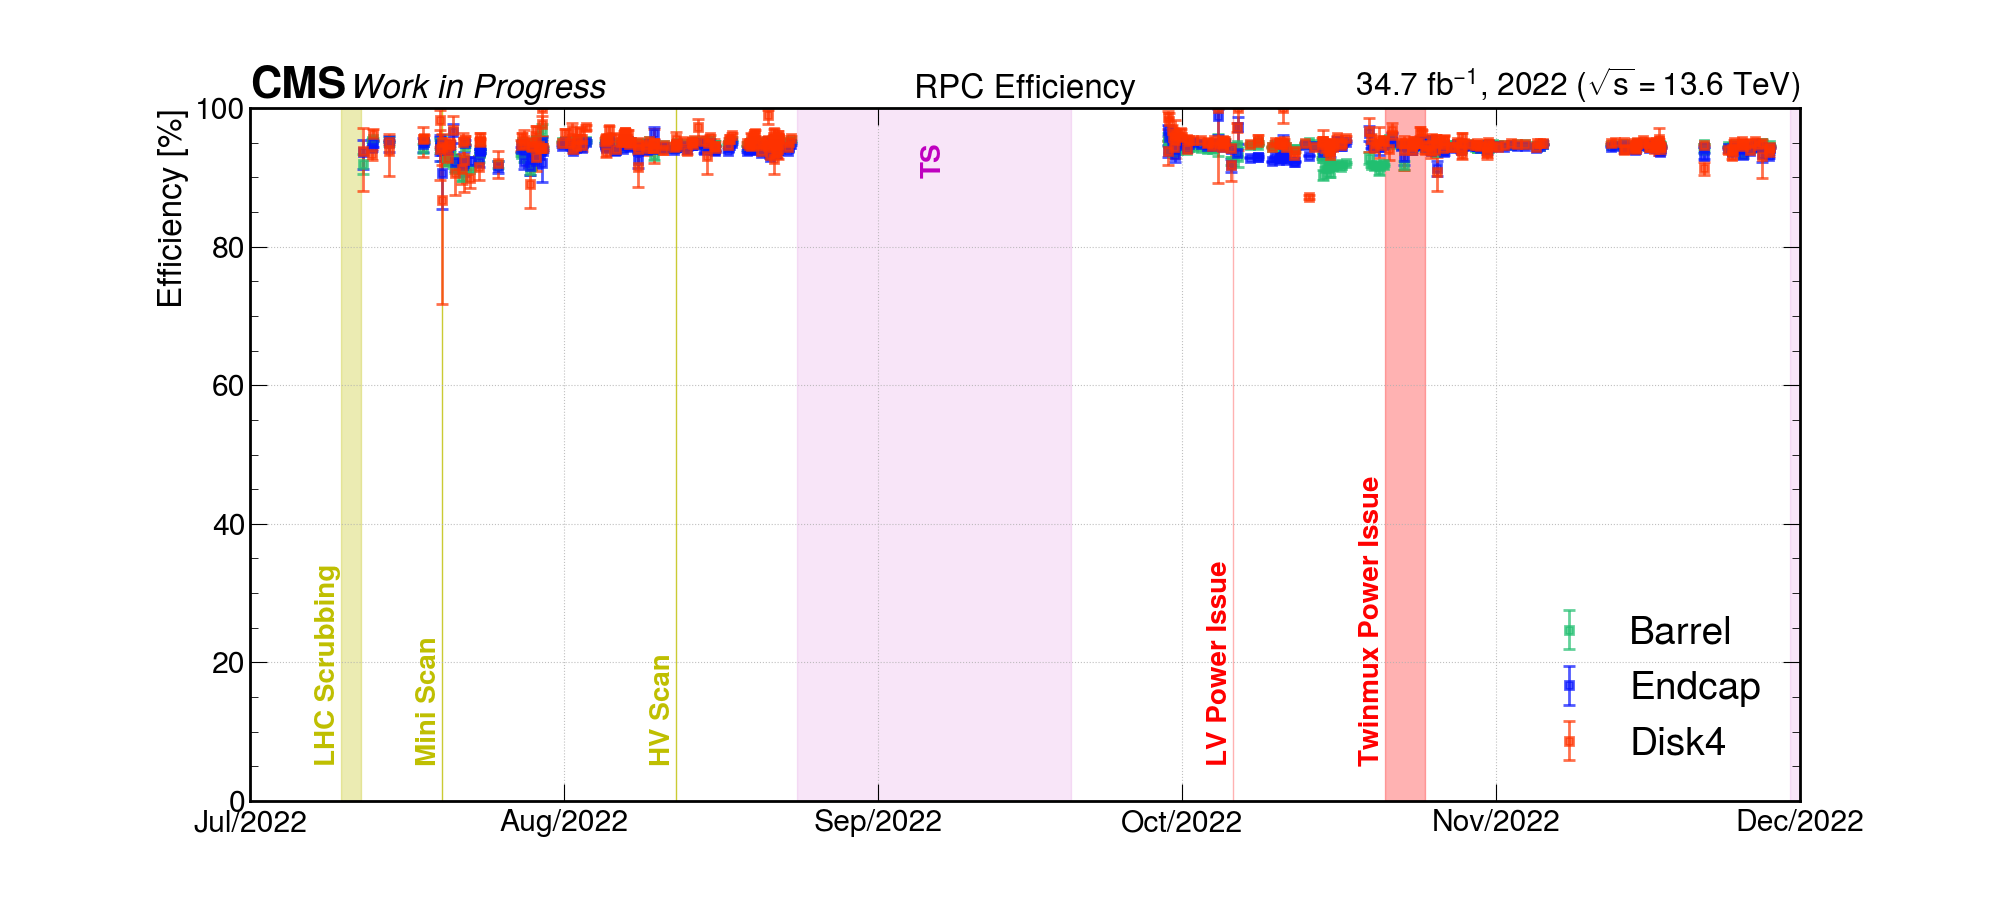 CMS Work in Progress RPC Efficiency 34.7 fb⁻¹, 2022 (√s = 13.6 TeV)
Efficiency [%]
100
80
60
40
20
0
LHC Scrubbing
Mini Scan
HV Scan
TS
LV Power Issue
Twinmux Power Issue
Barrel
Endcap
Disk4
Jul/2022 Aug/2022 Sep/2022 Oct/2022 Nov/2022 Dec/2022